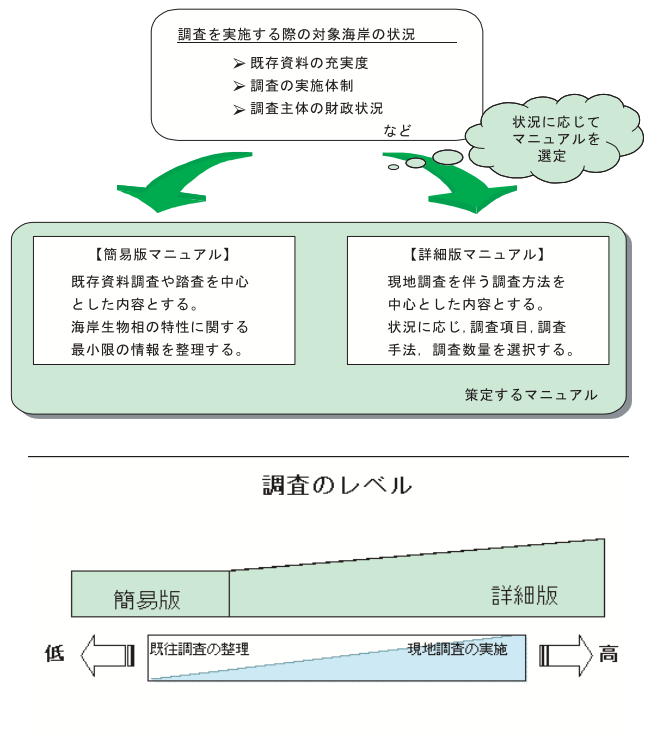 調査を実施する際の対象海岸の状況
➢ 既存資料の充実度
➢ 調査の実施体制
➢ 調査主体の財政状況
など
状況に応じて
マニュアルを
選定
【簡易版マニュアル】
既存資料調査や踏査を中心
とした内容とする。
海岸生物相の特性に関する
最小限の情報を整理する。
【詳細版マニュアル】
現地調査を伴う調査方法を
中心とした内容とする。
状況に応じ,調査項目,調査
手法,調査数量を選択する。
策定するマニュアル
調査のレベル
簡易版
詳細版
低
既往調査の整理
現地調査の実施
高